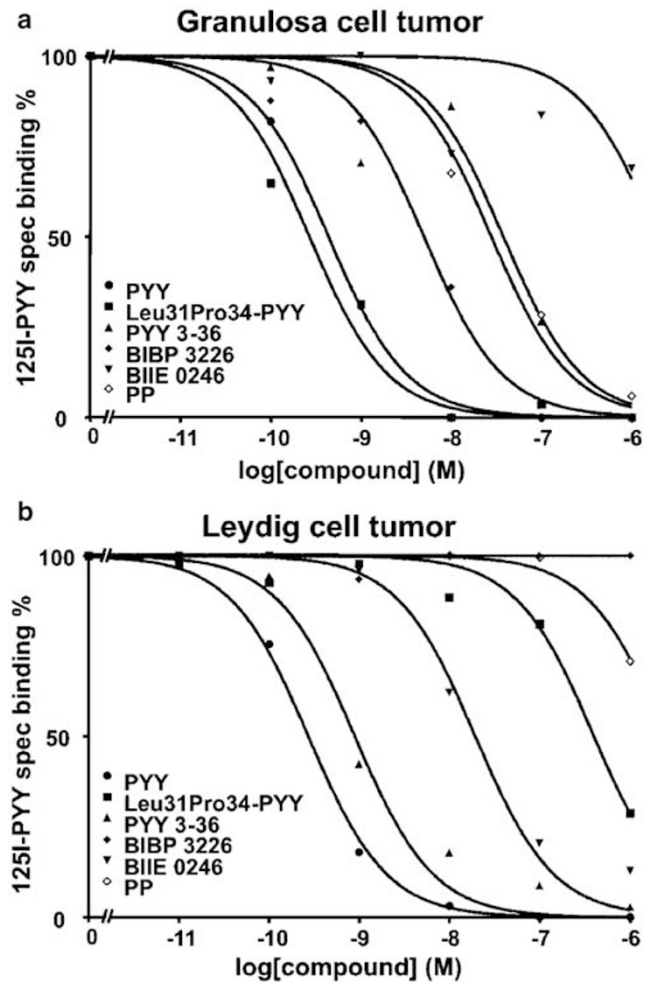 a
Granulosa cell tumor
125I-PYY spec binding %
100
50
0
PYY
Leu31Pro34-PYY
PYY 3-36
BIBP 3226
BIIE 0246
PP
0 -11 -10 -9 -8 -7 -6
log[compound] (M)
b
Leydig cell tumor
125I-PYY spec binding %
100
50
0
PYY
Leu31Pro34-PYY
PYY 3-36
BIBP 3226
BIIE 0246
PP
0 -11 -10 -9 -8 -7 -6
log[compound] (M)